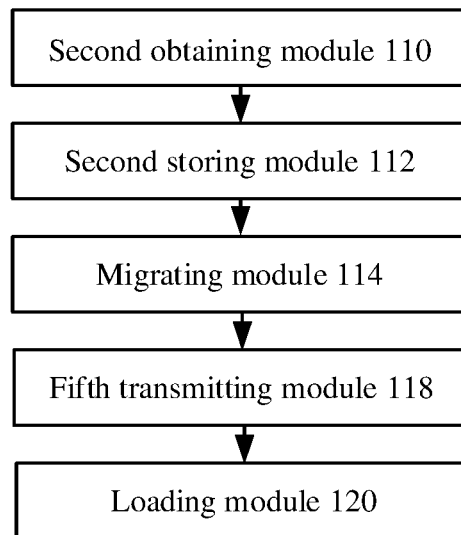 Second obtaining module 110
Second storing module 112
Migrating module 114
Fifth transmitting module 118
Loading module 120